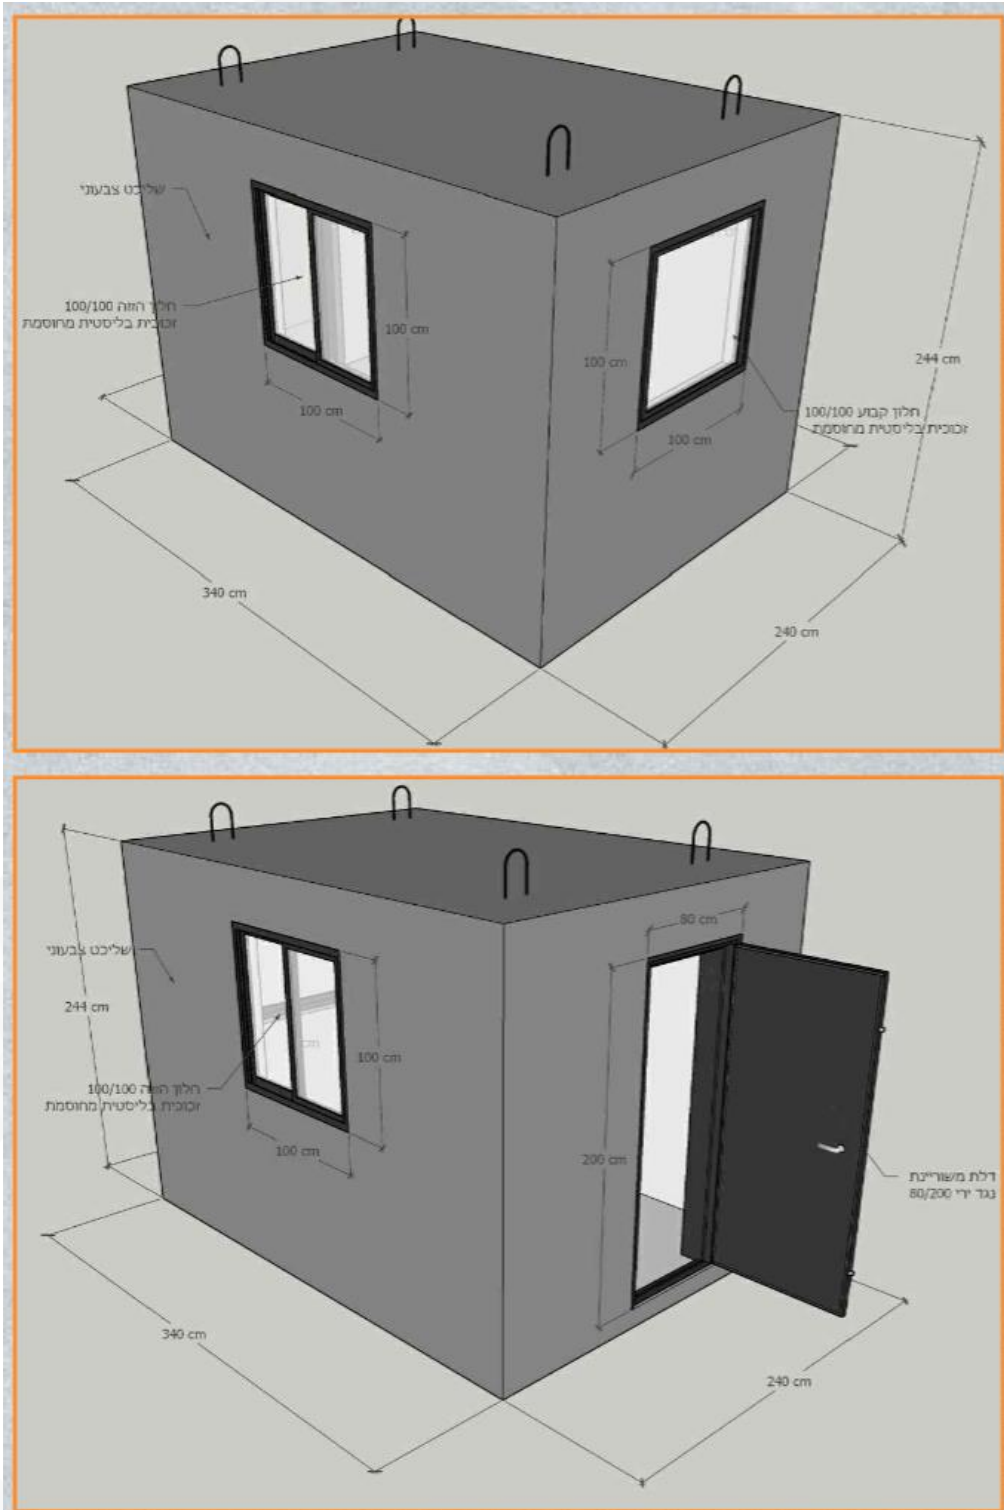 שליכט צבעוני
חלון הזזה 100/100
זכוכית בליסטית מחוסמת
100 cm
100 cm
100 cm
100 cm
244 cm
חלון קבוע 100/100
זכוכית בליסטית מחוסמת
340 cm
240 cm
80 cm
שליכט צבעוני
244 cm
cm
100 cm
חלון הזזה 100/100
זכוכית בליסטית מחוסמת
100 cm
200 cm
דלת משוריינת
נגד ירי 80/200
340 cm
240 cm